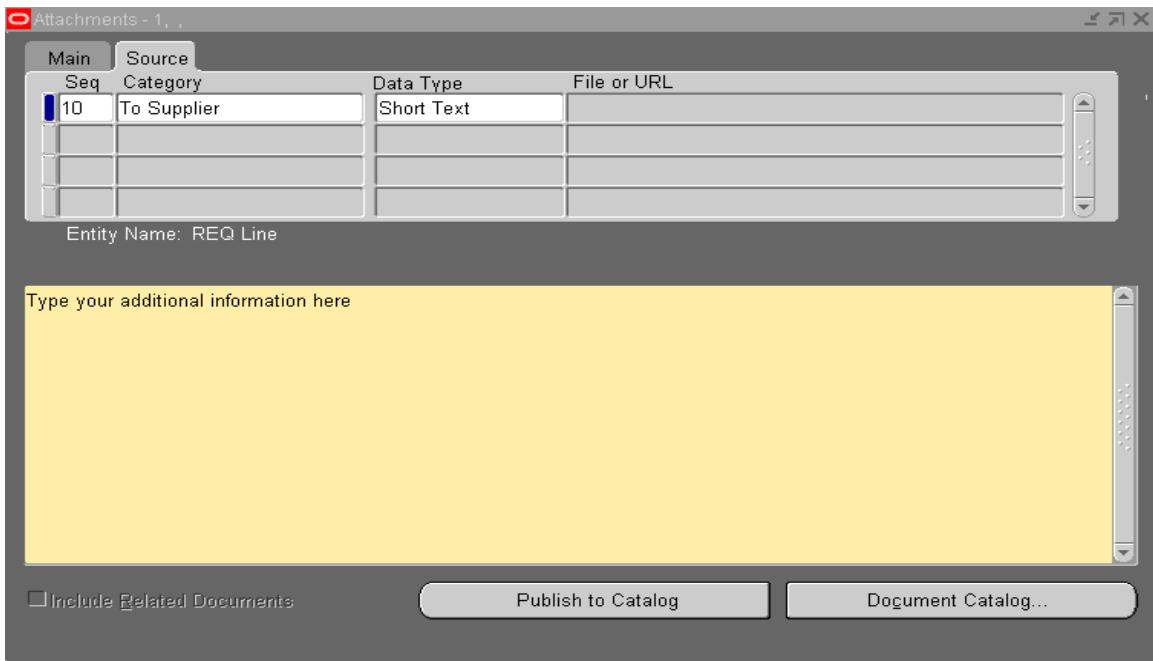 Attachments - 1, , 
Main Source
Seq Category Data Type File or URL
10 To Supplier Short Text
Entity Name: REQ Line
Type your additional information here
Include Related Documents Publish to Catalog Document Catalog...